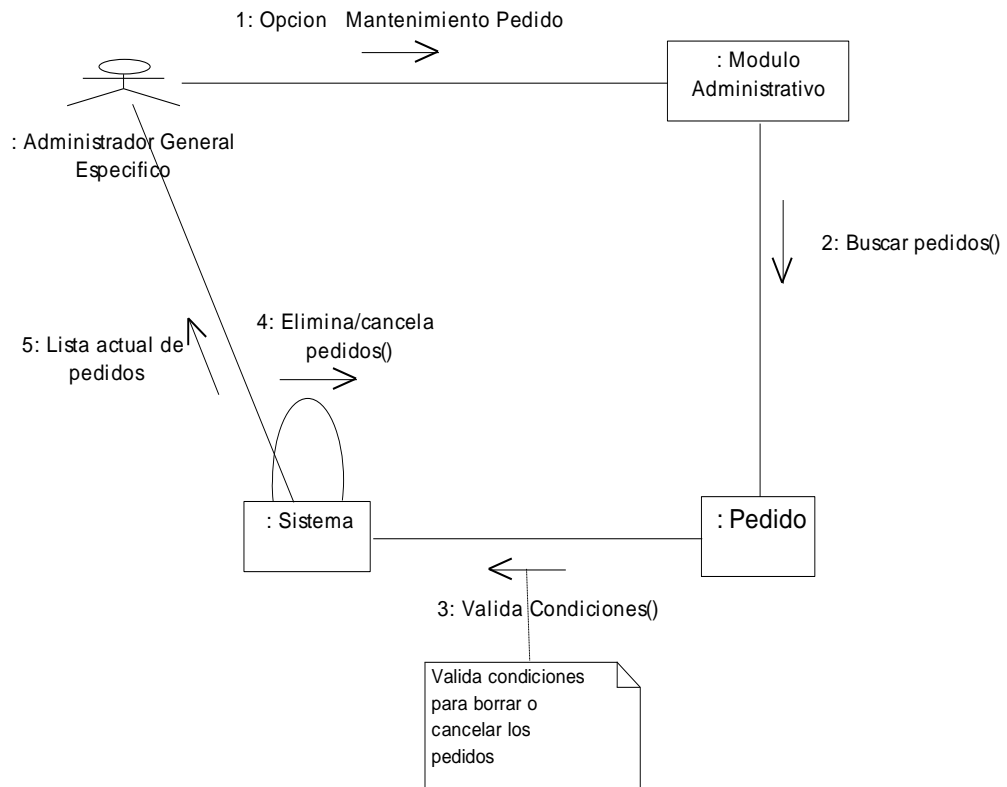 1: Opcion Mantenimiento Pedido
: Modulo
Administrativo
: Administrador General
Especifico
2: Buscar pedidos()
4: Elimina/cancela
pedidos()
5: Lista actual de
pedidos
: Sistema
: Pedido
3: Valida Condiciones()
Valida condiciones
para borrar o
cancelar los
pedidos